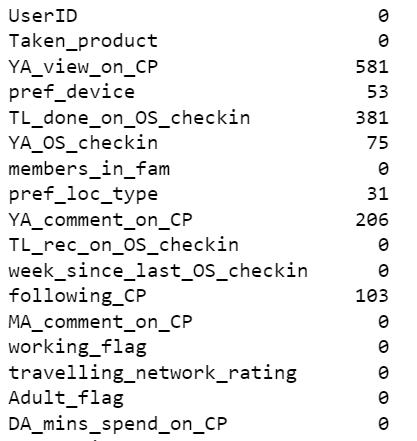 UserID 0
Taken_product 0
YA_view_on_CP 581
pref_device 53
TL_done_on_OS_checkin 381
YA_OS_checkin 75
members_in_fam 0
pref_loc_type 31
YA_comment_on_CP 206
TL_rec_on_OS_checkin 0
week_since_last_OS_checkin 0
following_CP 103
MA_comment_on_CP 0
working_flag 0
travelling_network_rating 0
Adult_flag 0
DA_mins_spend_on_CP 0